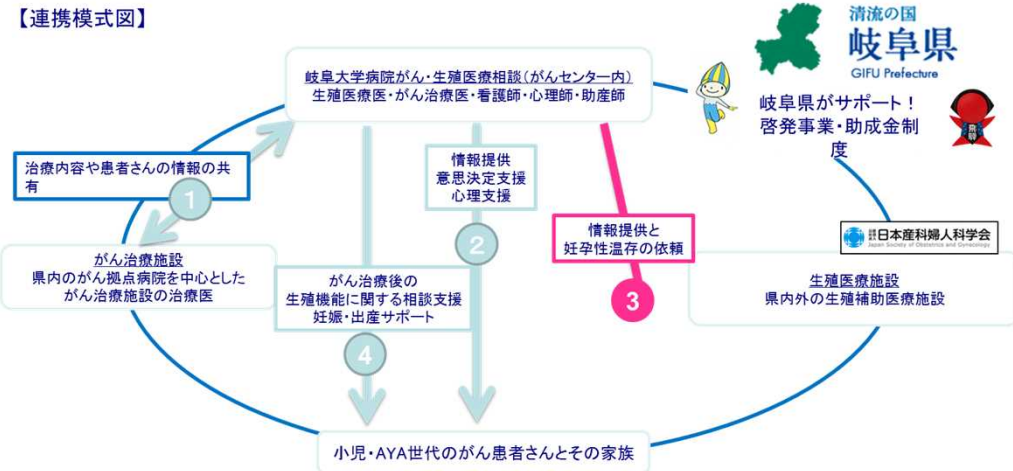 【連携模式図】
清流の国
岐阜県
GIFU Prefecture
岐阜県がサポート!
啓発事業・助成金制
度
岐阜大学病院がん・生殖医療相談(がんセンター内)
生殖医療医・がん治療医・看護師・心理師・助産師
治療内容や患者さんの情報の共
有
1
情報提供
意思決定支援
心理支援
2
情報提供と
妊孕性温存の依頼
3
日本産科婦人科学会
Japan Society of Obstetrics and Gynecology
がん治療施設
県内のがん拠点病院を中心とした
がん治療施設の治療医
生殖医療施設
県内外の生殖補助医療施設
がん治療後の
生殖機能に関する相談支援
妊娠・出産サポート
4
小児・AYA世代のがん患者さんとその家族